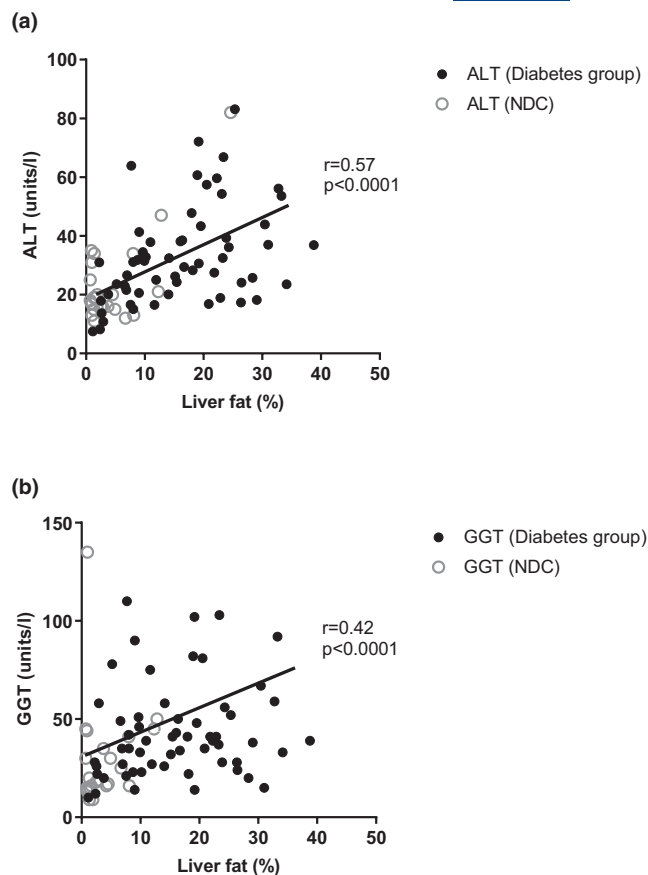 (a)
100
80
60
40
20
0
ALT (units/l)
0 10 20 30 40 50
Liver fat (%)
r=0.57
p<0.0001
ALT (Diabetes group)
ALT (NDC)
(b)
150
100
50
0
GGT (units/l)
0 10 20 30 40 50
Liver fat (%)
r=0.42
p<0.0001
GGT (Diabetes group)
GGT (NDC)